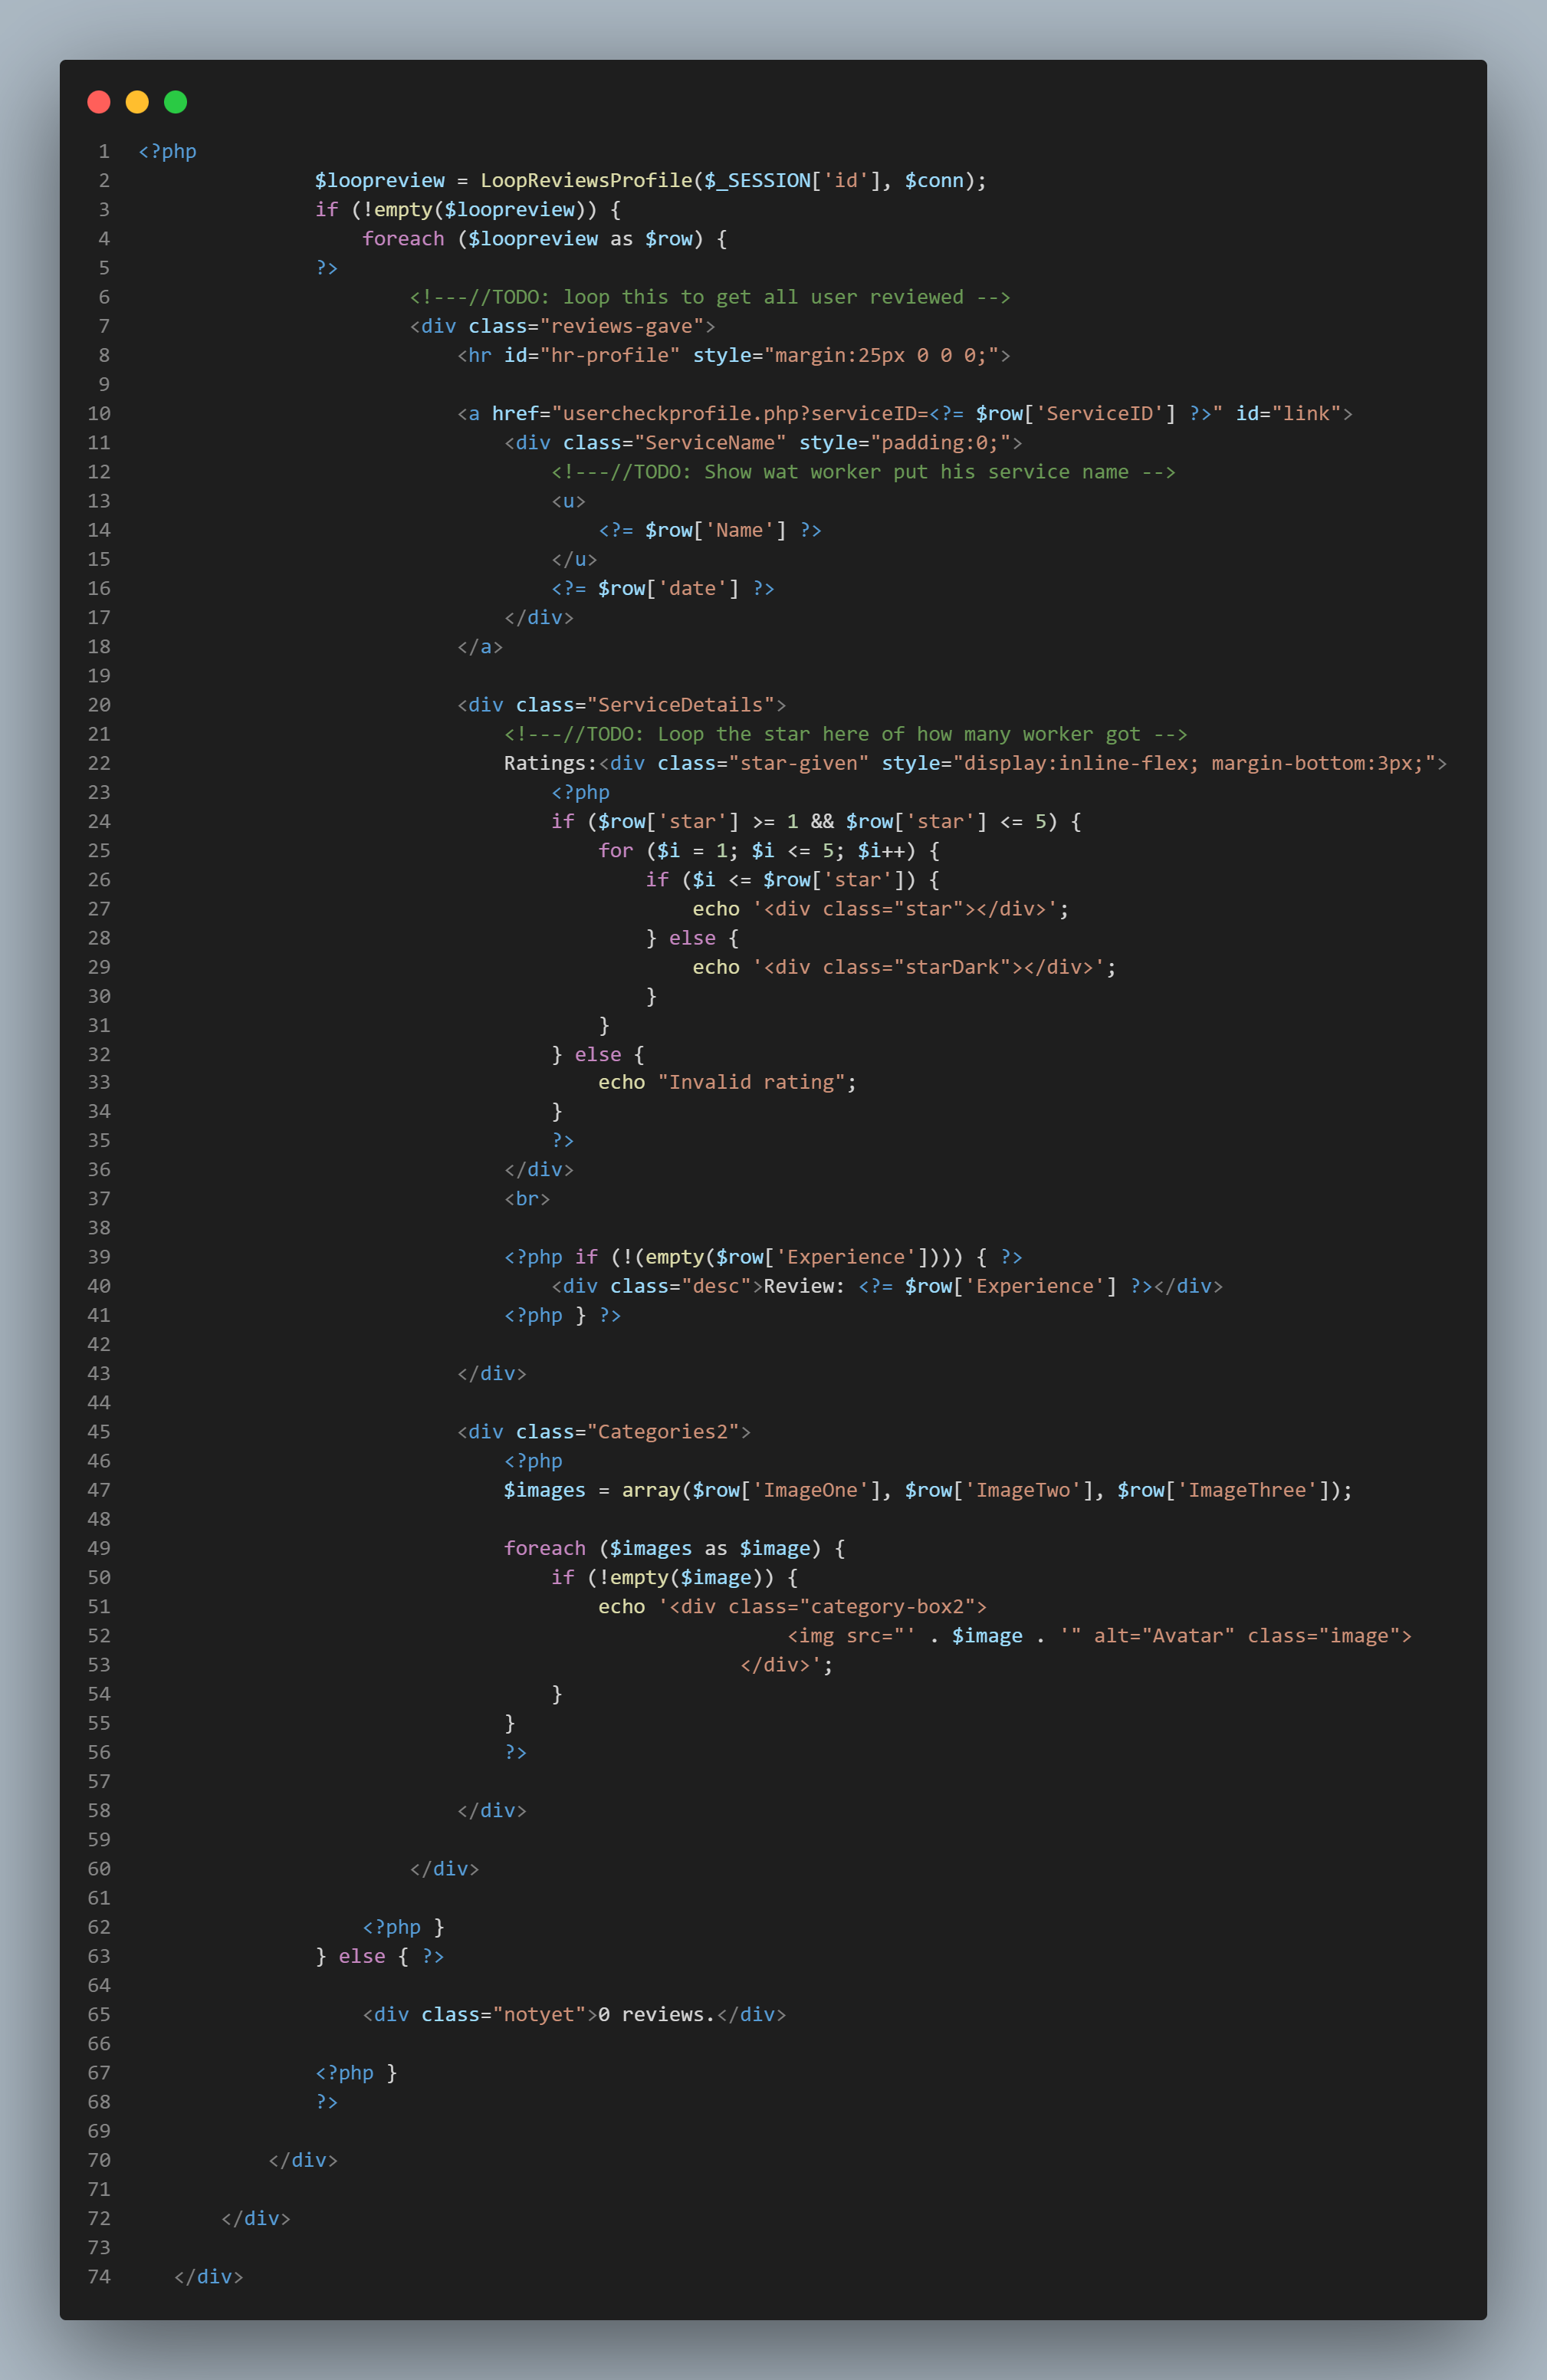 1 <?php
2 $loopreview = LoopReviewsProfile($_SESSION['id'], $conn);
3 if (!empty($loopreview)) {
4 foreach ($loopreview as $row) {
5 ?>
6 <!---//TODO: loop this to get all user reviewed -->
7 <div class="reviews-gave">
8 <hr id="hr-profile" style="margin:25px 0 0 0;">
9
10 <a href="usercheckprofile.php?serviceID=<?= $row['ServiceID'] ?>" id="link">
11 <div class="ServiceName" style="padding:0;">
12 <!---//TODO: Show wat worker put his service name -->
13 <u>
14 <?= $row['Name'] ?>
15 </u>
16 <?= $row['date'] ?>
17 </div>
18 </a>
19
20 <div class="ServiceDetails">
21 <!---//TODO: Loop the star here of how many worker got -->
22 Ratings:<div class="star-given" style="display:inline-flex; margin-bottom:3px;">
23 <?php
24 if ($row['star'] >= 1 && $row['star'] <= 5) {
25 for ($i = 1; $i <= 5; $i++) {
26 if ($i <= $row['star']) {
27 echo '<div class="star"></div>';
28 } else {
29 echo '<div class="starDark"></div>';
30 }
31 }
32 } else {
33 echo "Invalid rating";
34 }
35 ?>
36 </div>
37 <br>
38
39 <?php if (!(empty($row['Experience']))) { ?>
40 <div class="desc">Review: <?= $row['Experience'] ?></div>
41 <?php } ?>
42
43 </div>
44
45 <div class="Categories2">
46 <?php
47 $images = array($row['ImageOne'], $row['ImageTwo'], $row['ImageThree']);
48
49 foreach ($images as $image) {
50 if (!empty($image)) {
51 echo '<div class="category-box2">
52 <img src="' . $image . '" alt="Avatar" class="image">
53 </div>';
54 }
55 }
56 ?>
57
58 </div>
59
60 </div>
61
62 <?php }
63 } else { ?>
64
65 <div class="notyet">0 reviews.</div>
66
67 <?php }
68 ?>
69
70 </div>
71
72 </div>
73
74 </div>